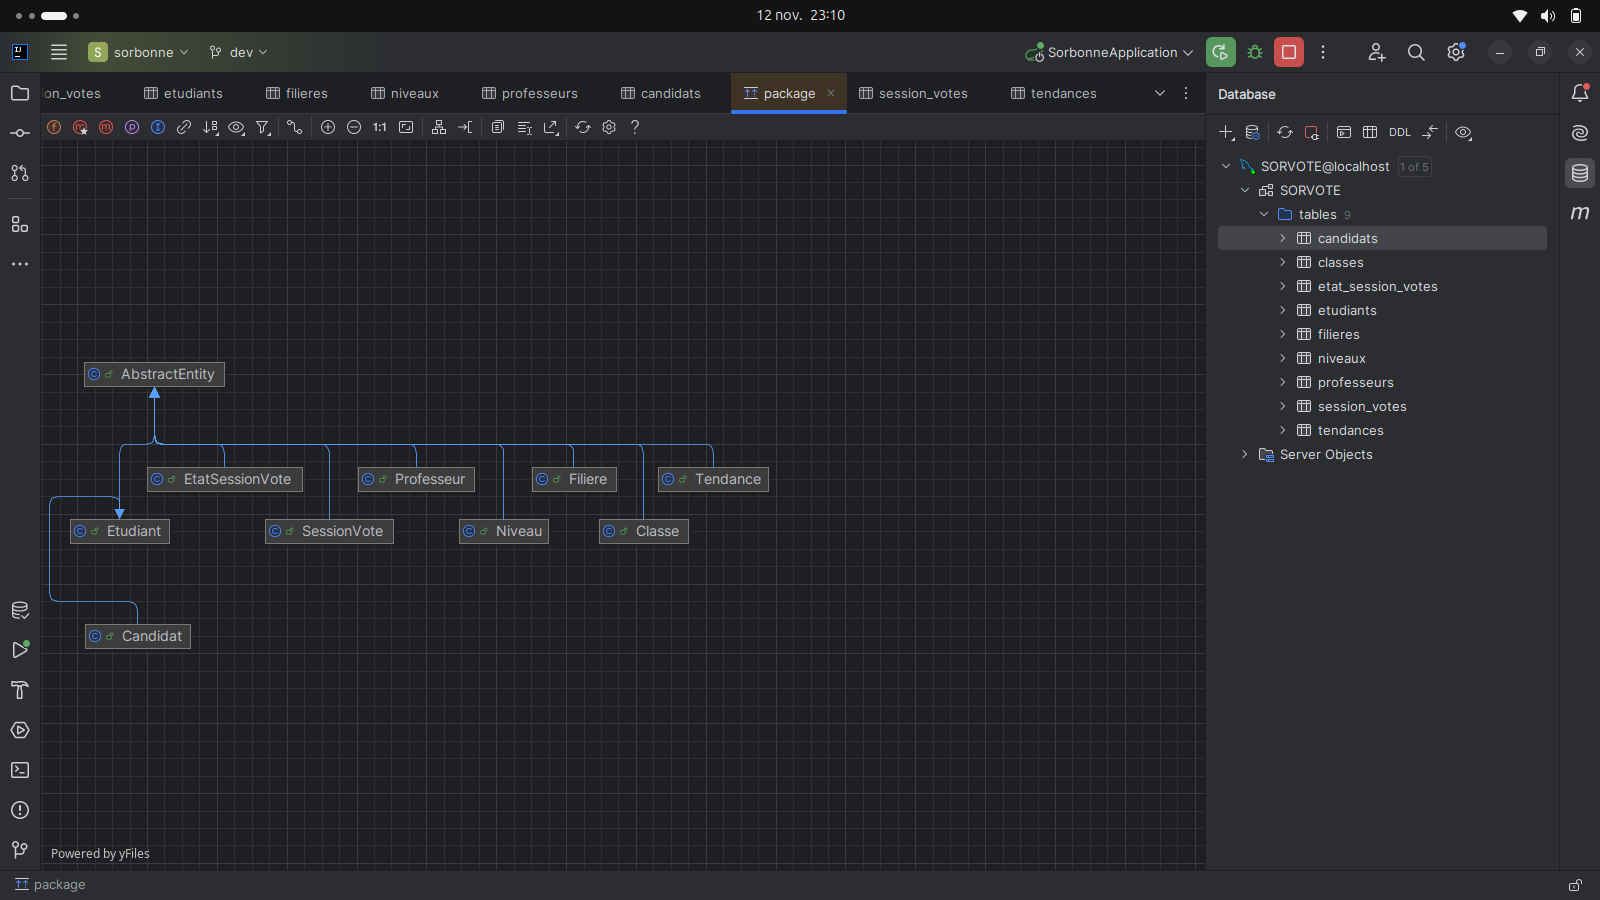 12 nov. 23:10
S sorbonne dev SorbonneApplication
on_votes etudiants filieres niveaux professeurs candidats package session_votes tendances
Database
f m m p I 1:1 ?
DDL
SORVOTE@localhost 1 of 5
SORVOTE
tables 9
candidats
classes
etat_session_votes
etudiants
filieres
niveaux
professeurs
session_votes
tendances
Server Objects
m
C AbstractEntity
C EtatSessionVote
C Professeur
C Filiere
C Tendance
C Etudiant
C SessionVote
C Niveau
C Classe
C Candidat
Powered by yFiles
package